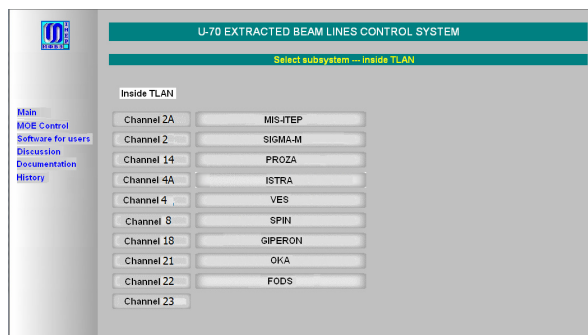 U-70 EXTRACTED BEAM LINES CONTROL SYSTEM
Select subsystem --- inside TLAN
Inside TLAN
Main
MOE Control
Software for users
Discussion
Documentation
History
Channel 2A MIS-ITEP
Channel 2 SIGMA-M
Channel 14 PROZA
Channel 4A ISTRA
Channel 4 VES
Channel 8 SPIN
Channel 18 GIPERON
Channel 21 OKA
Channel 22 FODS
Channel 23